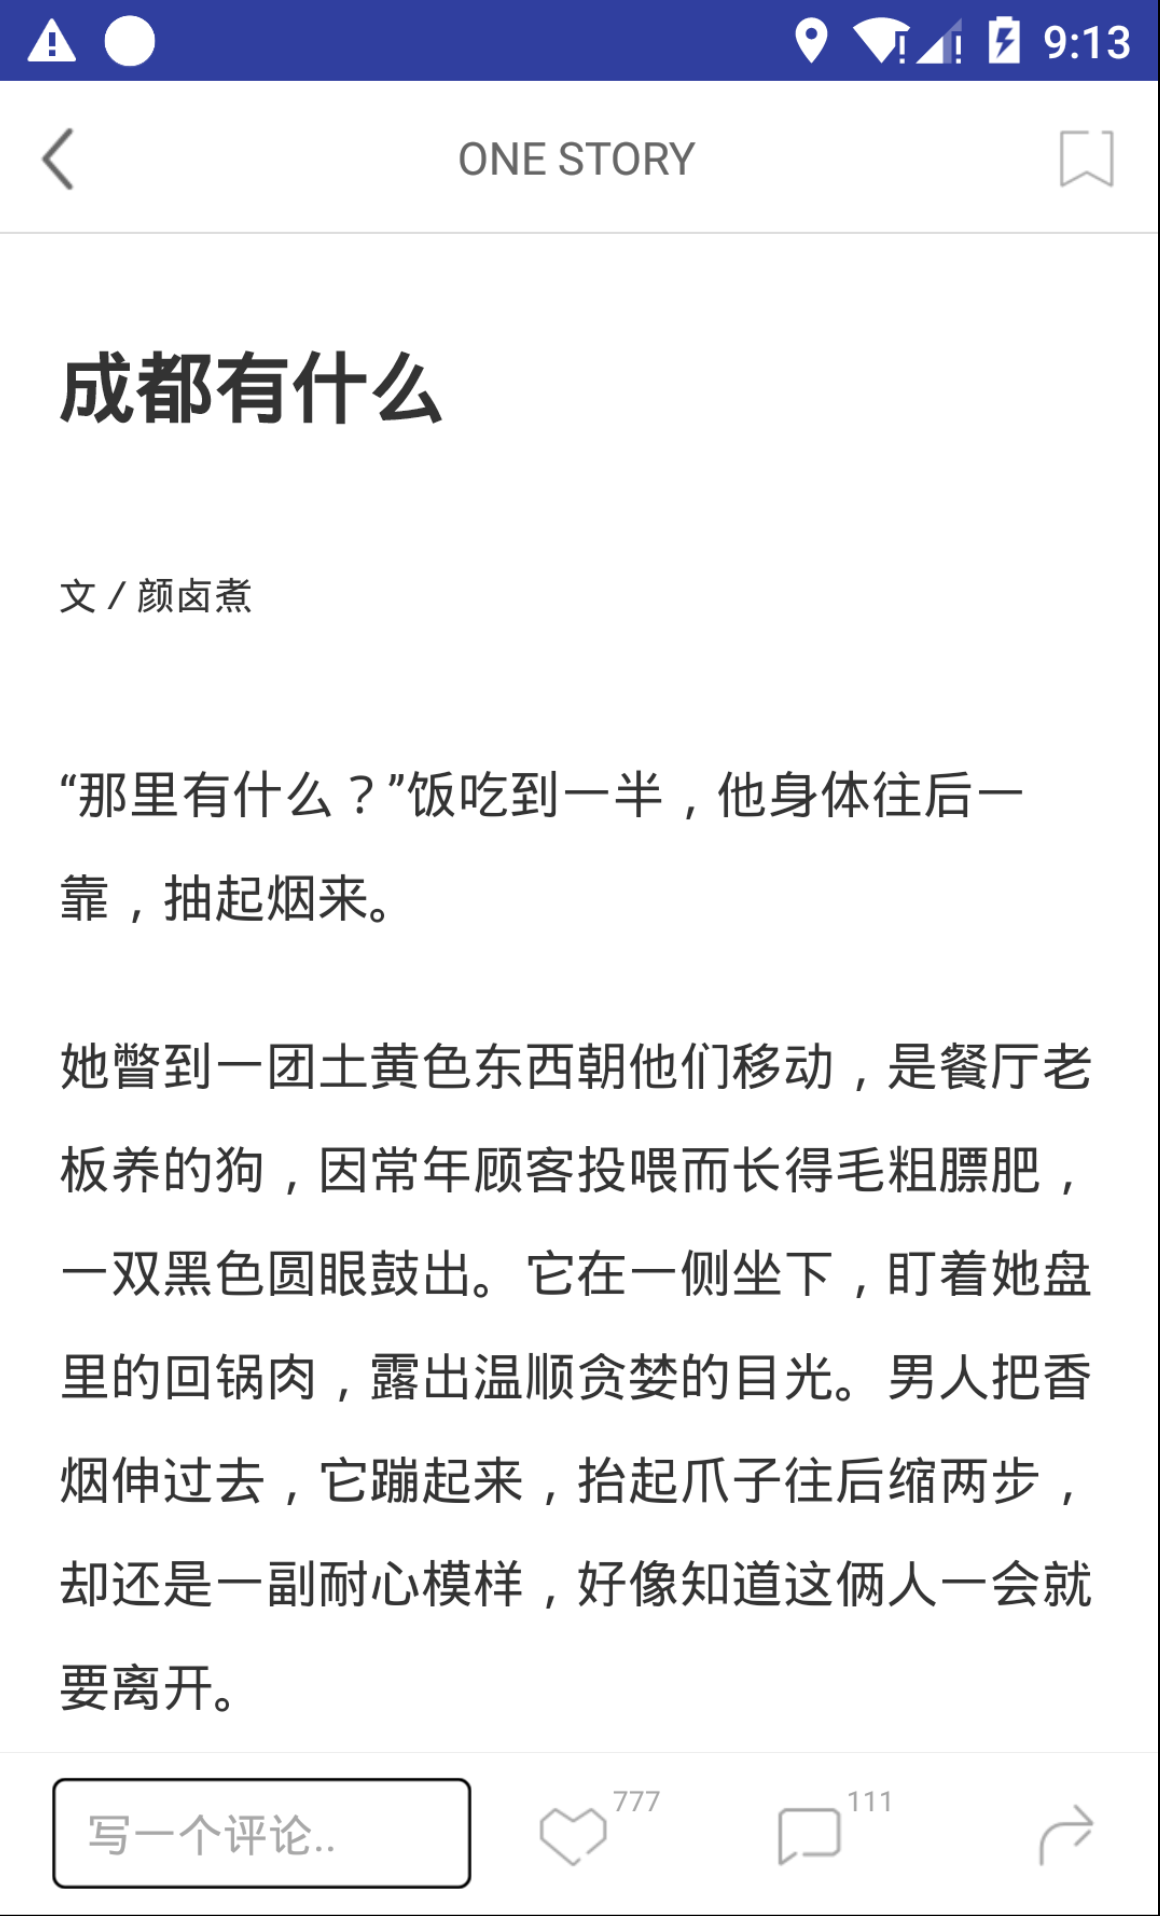 9:13
ONE STORY
成都有什么
文 / 颜卤煮
“那里有什么？”饭吃到一半，他身体往后一
靠，抽起烟来。
她瞥到一团土黄色东西朝他们移动，是餐厅老
板养的狗，因常年顾客投喂而长得毛粗膘肥，
一双黑色圆眼鼓出。它在一侧坐下，盯着她盘
里的回锅肉，露出温顺贪婪的目光。男人把香
烟伸过去，它蹦起来，抬起爪子往后缩两步，
却还是一副耐心模样，好像知道这俩人一会就
要离开。
写一个评论..
777
111